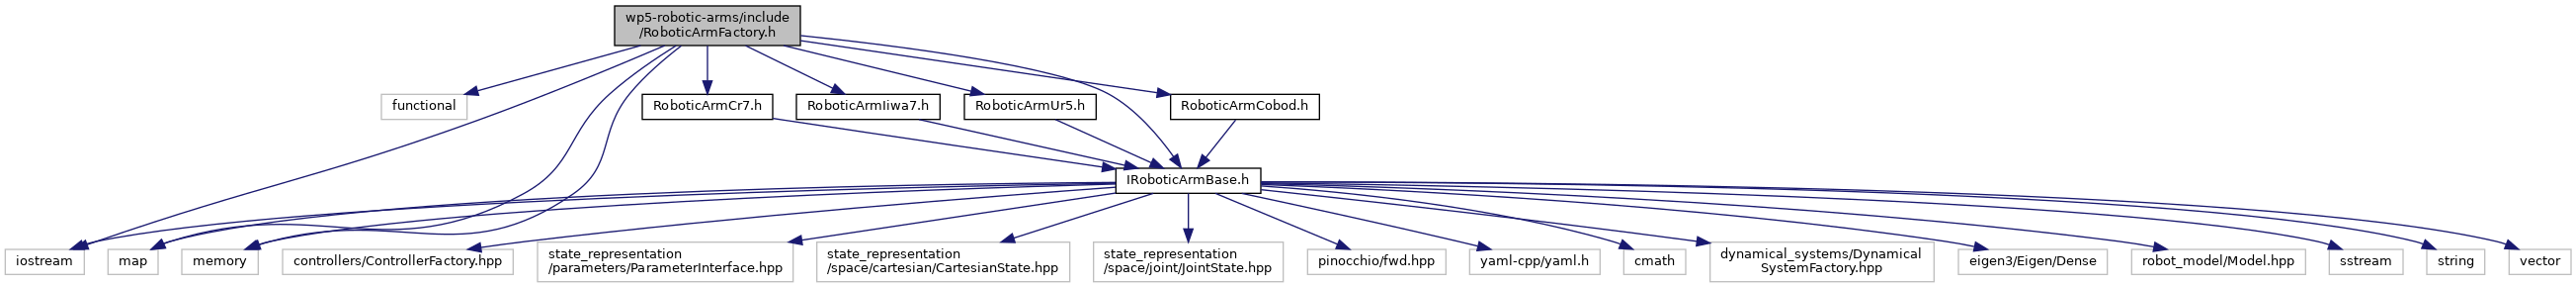 wp5-robotic-arms/include
/RoboticArmFactory.h
functional
RoboticArmCr7.h
RoboticArmIiwa7.h
RoboticArmUr5.h
RoboticArmCobod.h
IRoboticArmBase.h
iostream
map
memory
controllers/ControllerFactory.hpp
state_representation
/parameters/ParameterInterface.hpp
state_representation
/space/cartesian/CartesianState.hpp
state_representation
/space/joint/JointState.hpp
pinocchio/fwd.hpp
yaml-cpp/yaml.h
cmath
dynamical_systems/Dynamical
SystemFactory.hpp
eigen3/Eigen/Dense
robot_model/Model.hpp
sstream
string
vector